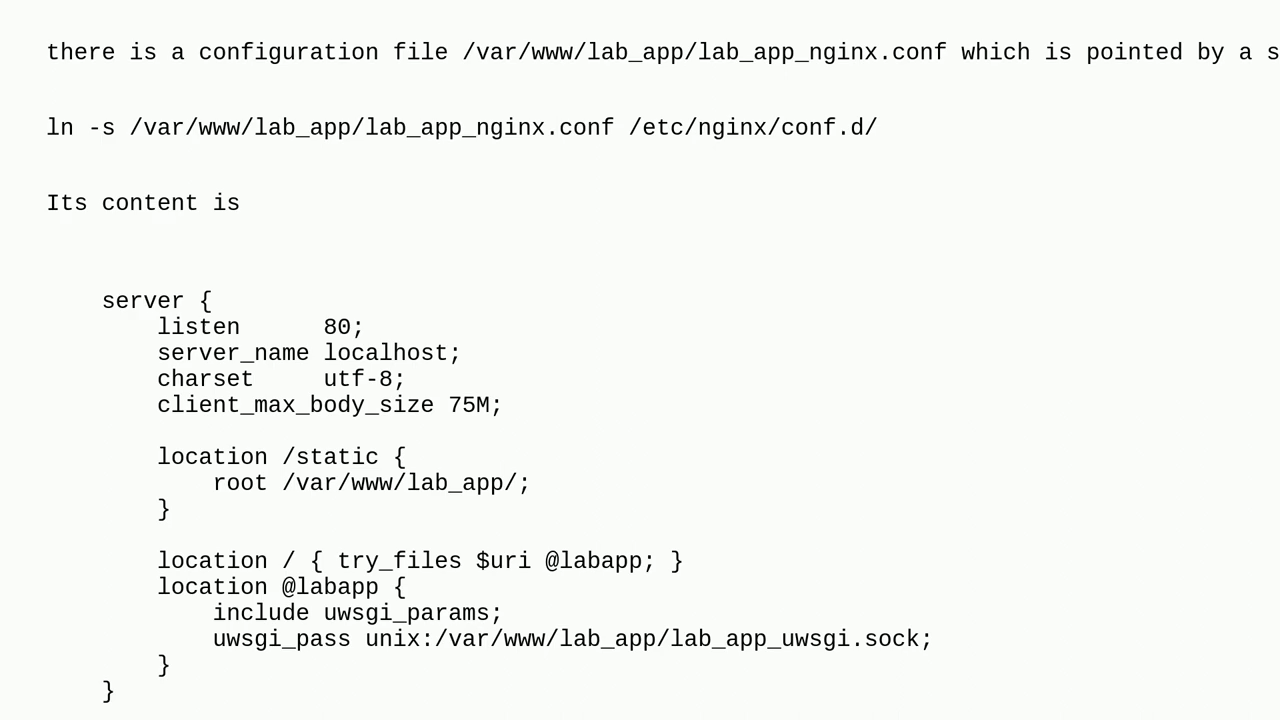 there is a configuration file /var/www/lab_app/lab_app_nginx.conf which is pointed by a s
ln -s /var/www/lab_app/lab_app_nginx.conf /etc/nginx/conf.d/
Its content is
server {
    listen      80;
    server_name localhost;
    charset     utf-8;
    client_max_body_size 75M;
    location /static {
        root /var/www/lab_app/;
    }
    location / { try_files $uri @labapp; }
    location @labapp {
        include uwsgi_params;
        uwsgi_pass unix:/var/www/lab_app/lab_app_uwsgi.sock;
    }
}